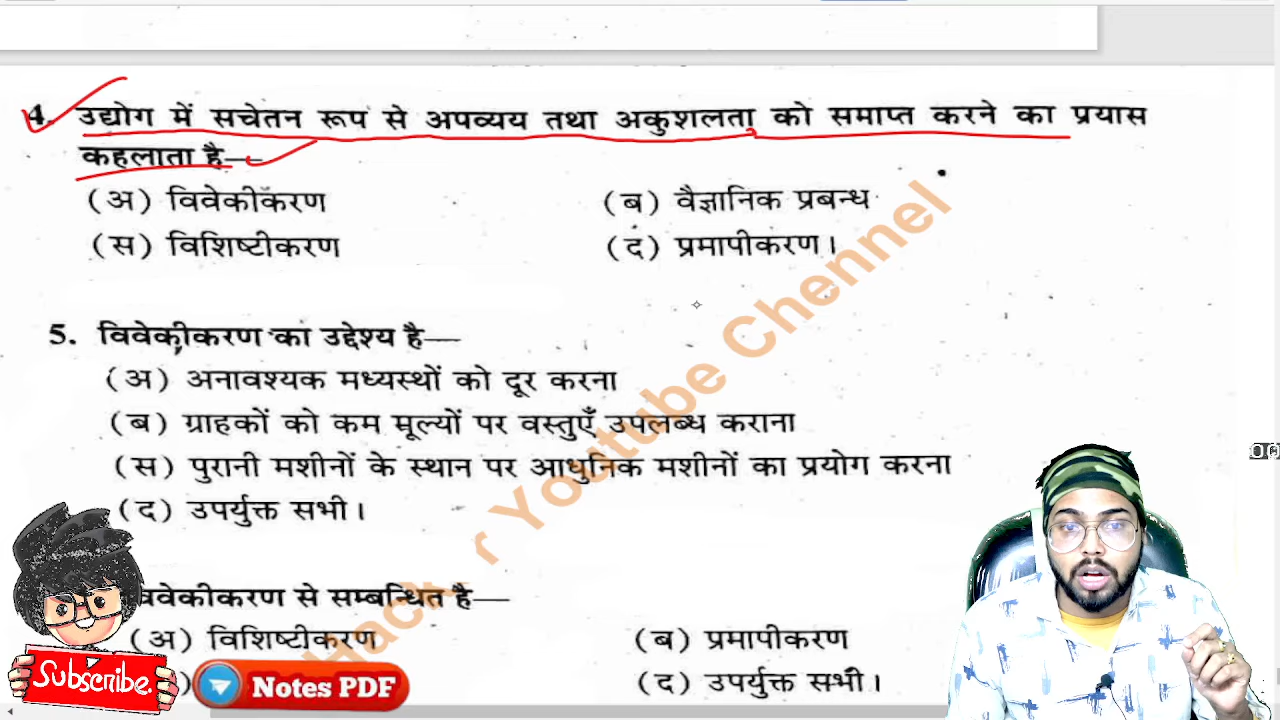 4. उद्योग में सचेतन रूप से अपव्यय तथा अकुशलता को समाप्त करने का प्रयास
कहलाता है—
(अ) विवेकीकरण (ब) वैज्ञानिक प्रबन्ध
(स) विशिष्टीकरण (द) प्रमापीकरण।
5. विवेकीकरण का उद्देश्य है—
(अ) अनावश्यक मध्यस्थों को दूर करना
(ब) ग्राहकों को कम मूल्यों पर वस्तुएँ उपलब्ध कराना
(स) पुरानी मशीनों के स्थान पर आधुनिक मशीनों का प्रयोग करना
(द) उपर्युक्त सभी।
से सम्बन्धित है—
(अ) विशिष्टीकरण (ब) प्रमापीकरण
(द) उपर्युक्त सभी।
Youtube Chennel
Subscribe.
Notes PDF